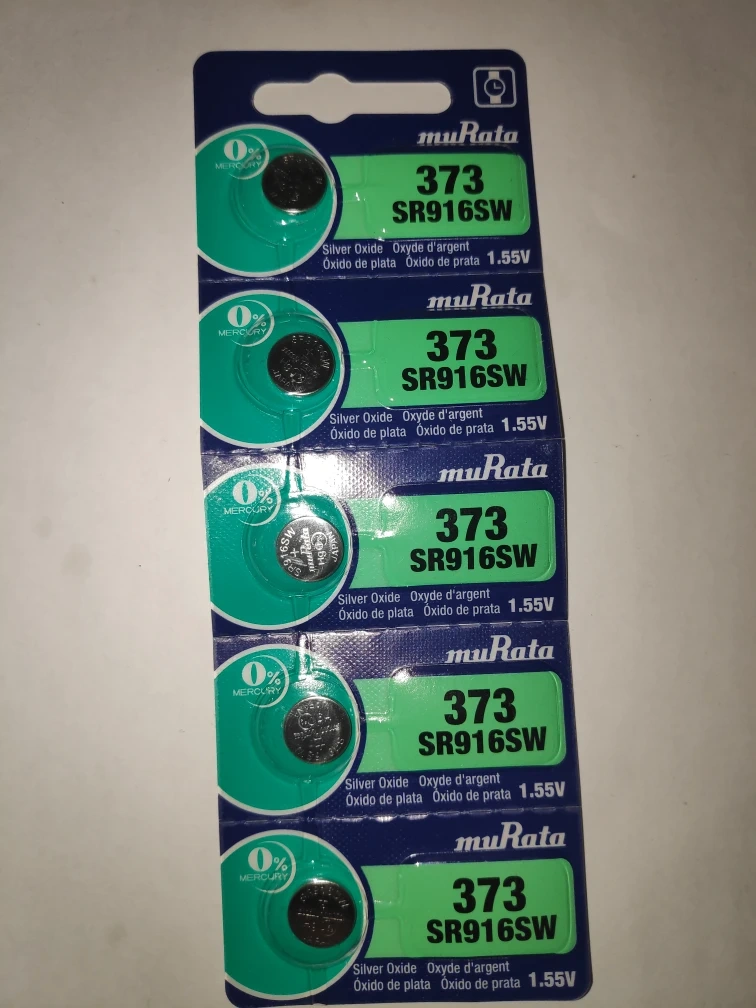 muRata
0%
MERCURY
373
SR916SW
Silver Oxide Oxyde d'argent
Óxido de plata Óxido de prata 1.55V
muRata
0%
MERCURY
373
SR916SW
Silver Oxide Oxyde d'argent
Óxido de plata Óxido de prata 1.55V
muRata
0%
MERCURY
373
SR916SW
SR916SW
+
muRata
JAPAN
Silver Oxide Oxyde d'argent
Óxido de plata Óxido de prata 1.55V
muRata
0%
MERCURY
373
SR916SW
Silver Oxide Oxyde d'argent
Óxido de plata Óxido de prata 1.55V
muRata
0%
MERCURY
373
SR916SW
Silver Oxide Oxyde d'argent
Óxido de plata Óxido de prata 1.55V